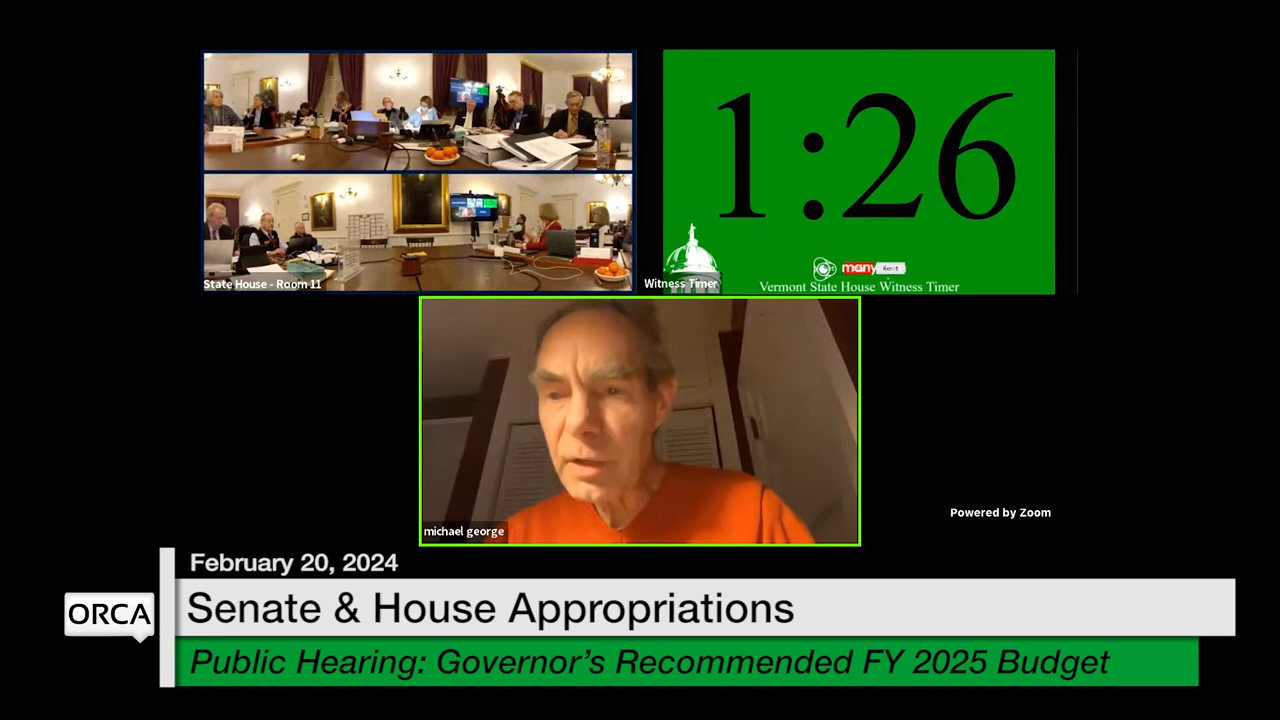 1:26
many
State House - Room 11
Witness Timer
Vermont State House Witness Timer
michael george
Powered by Zoom
February 20, 2024
ORCA
Senate & House Appropriations
Public Hearing: Governor's Recommended FY 2025 Budget